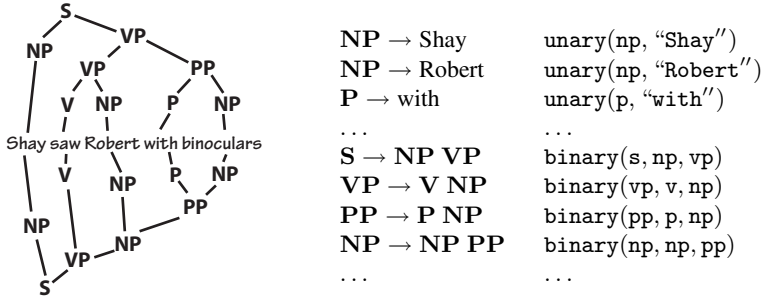 S
VP
NP
VP
PP
V
NP
P
NP
Shay saw Robert with binoculars
V
NP
P
NP
PP
NP
NP
VP
S
NP → Shay unary(np, “Shay″)
NP → Robert unary(np, “Robert″)
P → with unary(p, “with″)
... ...
S → NP VP binary(s, np, vp)
VP → V NP binary(vp, v, np)
PP → P NP binary(pp, p, np)
NP → NP PP binary(np, np, pp)
... ...